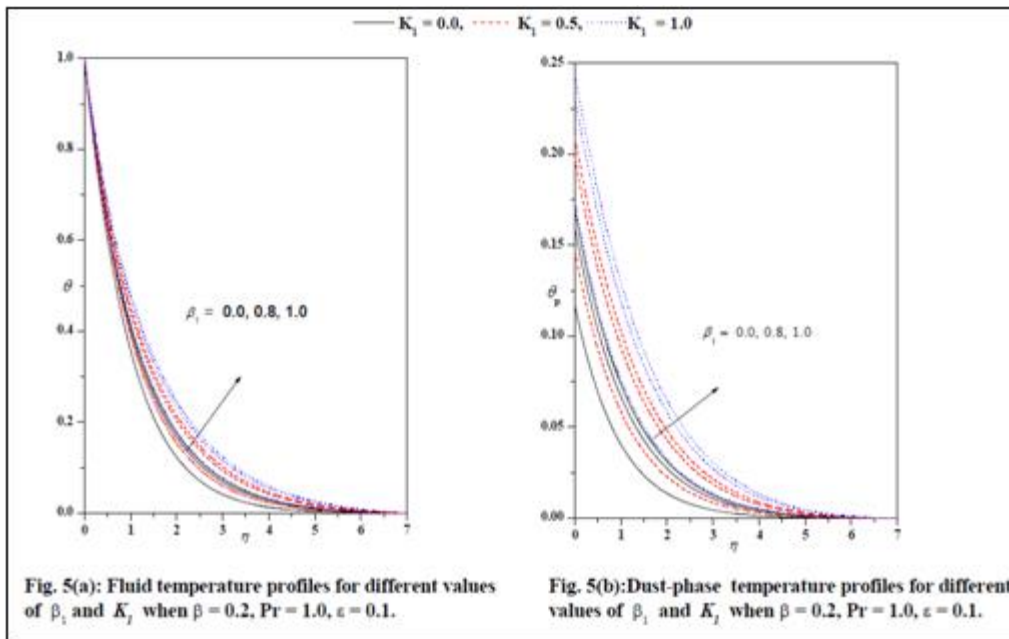 K₁ = 0.0, K₁ = 0.5, K₁ = 1.0
1.0
0.8
0.6
θ
0.4
0.2
0.0
β₁ = 0.0, 0.8, 1.0
0 1 2 3 4 5 6 7
η
0.25
0.20
0.15
θₚ
0.10
0.05
0.00
β₁ = 0.0, 0.8, 1.0
0 1 2 3 4 5 6 7
η
Fig. 5(a): Fluid temperature profiles for different values
of β₁ and K₁ when β = 0.2, Pr = 1.0, ε = 0.1.
Fig. 5(b):Dust-phase temperature profiles for different
values of β₁ and K₁ when β = 0.2, Pr = 1.0, ε = 0.1.